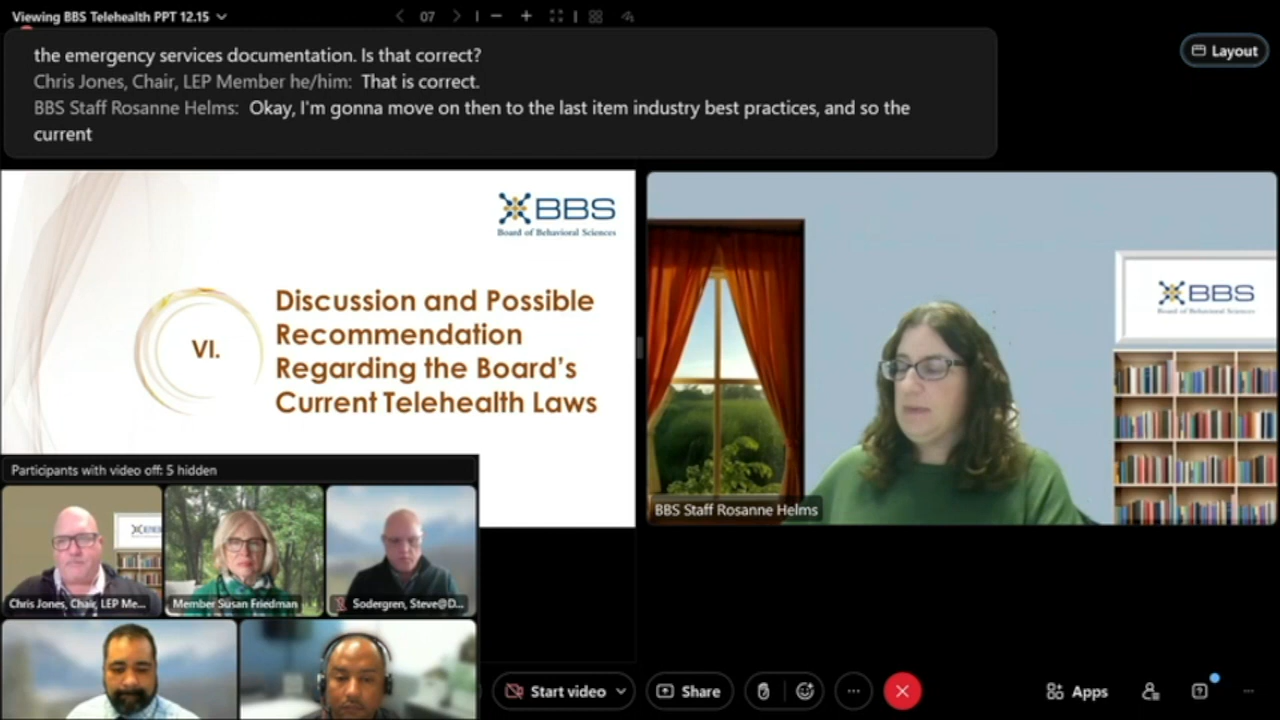 Viewing BBS Telehealth PPT 12.15
07
the emergency services documentation. Is that correct?
Chris Jones, Chair, LEP Member he/him: That is correct.
BBS Staff Rosanne Helms: Okay, I'm gonna move on then to the last item industry best practices, and so the
current
Layout
BBS
Board of Behavioral Sciences
VI.
Discussion and Possible
Recommendation
Regarding the Board's
Current Telehealth Laws
BBS
Board of Behavioral Sciences
BBS Staff Rosanne Helms
Participants with video off: 5 hidden
Chris Jones, Chair, LEP Me...
Member Susan Friedman
Sodergren, Steve@D...
Start video
Share
Apps